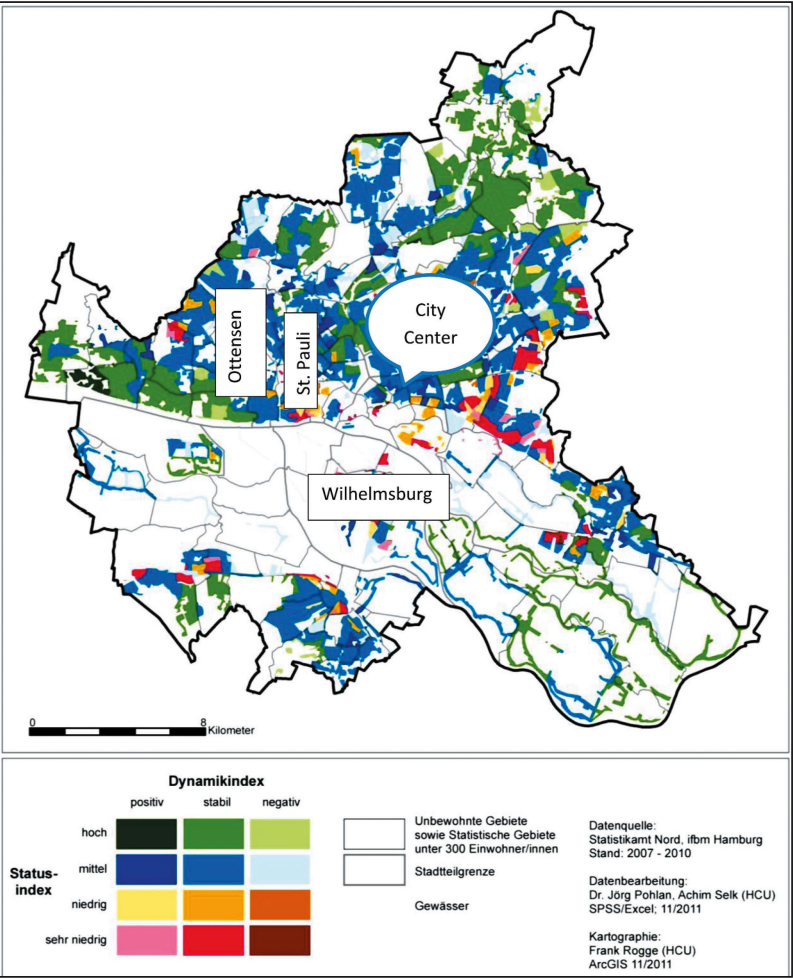 City
Center
Ottensen
St. Pauli
Wilhelmsburg
0 8
Kilometer
Dynamikindex
positiv stabil negativ
Status-
index
hoch
mittel
niedrig
sehr niedrig
Unbewohnte Gebiete
sowie Statistische Gebiete
unter 300 Einwohner/innen
Stadtteilgrenze
Gewässer
Datenquelle:
Statistikamt Nord, ifbm Hamburg
Stand: 2007 - 2010
Datenbearbeitung:
Dr. Jörg Pohlan, Achim Selk (HCU)
SPSS/Excel; 11/2011
Kartographie:
Frank Rogge (HCU)
ArcGIS 11/2011